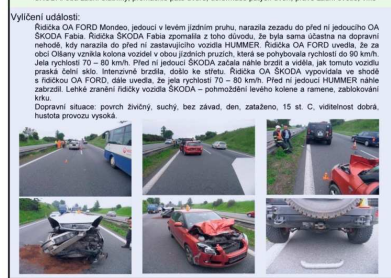 Vylíčení události:
Řidička OA FORD Mondeo, jedoucí v levém jízdním pruhu, narazila zezadu do před ní jedoucího OA
ŠKODA Fabia. Řidička ŠKODA Fabia zpomalila z toho důvodu, že byla sama účastna na dopravní
nehodě, kdy narazila do před ní zastavujícího vozidla HUMMER. Řidička OA FORD uvedla, že za
obcí Olšany vznikla kolona vozidel v obou jízdních pruzích, která se pohybovala rychlostí do 90 km/h.
Jela rychlostí 70 – 80 km/h. Před ní jedoucí ŠKODA začala náhle brzdit a viděla, jak tomuto vozidlu
praská čelní sklo. Intenzivně brzdila, došlo ke střetu. Řidička OA ŠKODA vypovídala ve shodě
s řidičkou OA FORD, dále uvedla, že jela rychlostí 70 – 80 km/h. Před ní jedoucí HUMMER náhle
zabrzdil. Lehké zranění řidičky vozidla ŠKODA – pohmoždění levého kolene a ramene, zablokování
krku.
Dopravní situace: povrch živičný, suchý, bez závad, den, zataženo, 15 st. C, viditelnost dobrá,
hustota provozu vysoká.